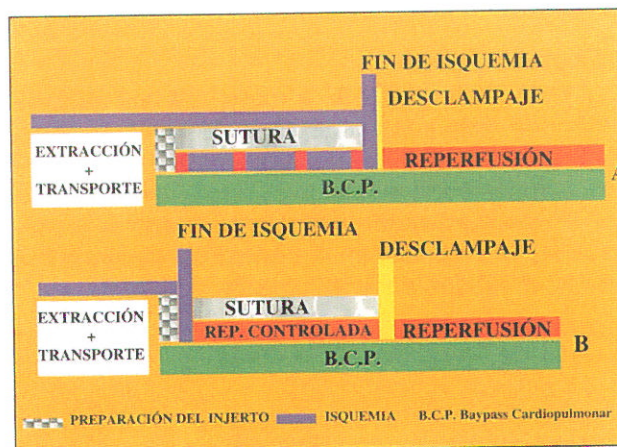 FIN DE ISQUEMIA
DESCLAMPAJE
SUTURA
EXTRACCIÓN
+
TRANSPORTE
REPERFUSIÓN
A
B.C.P.
FIN DE ISQUEMIA
DESCLAMPAJE
SUTURA
EXTRACCIÓN
+
TRANSPORTE
REP. CONTROLADA
REPERFUSIÓN
B
B.C.P.
PREPARACIÓN DEL INJERTO ISQUEMIA B.C.P. Baypass Cardiopulmonar